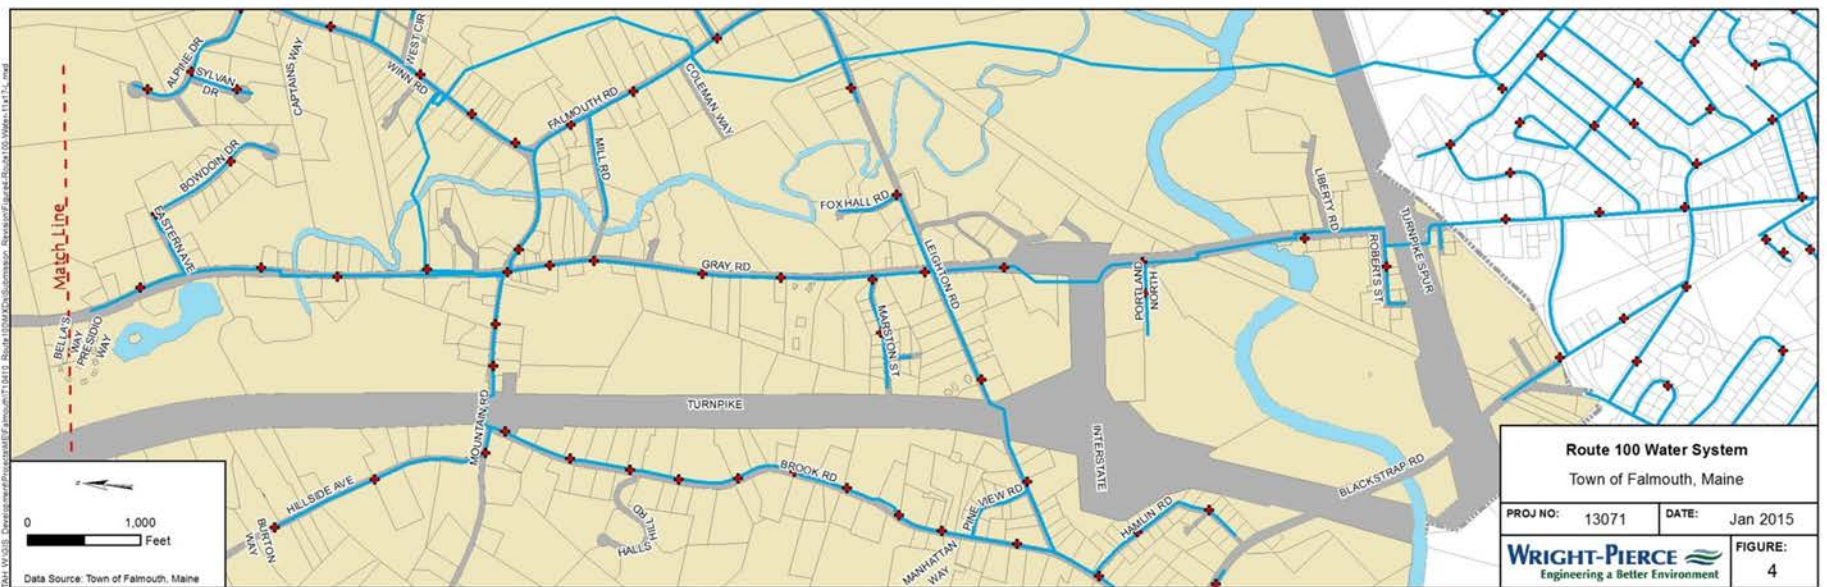 ALPINE DR
SYLVAN
DR
CAPTAINS WAY
WEST CIR
WINN RD
FALMOUTH RD
COLEMAN WAY
MILL RD
BOWDOIN DR
EASTERN AVE
Match Line
FOXHALL RD
LEIGHTON RD
LIBERTY RD
TURNPIKE SPUR
ROBERTS ST
GRAY RD
PORTLAND
NORTH
MARSTON ST
BELLA'S
WAY
PRESIDIO
WAY
TURNPIKE
MOUNTAIN RD
INTERSTATE
BROOK RD
HILLSIDE AVE
BURTON
WAY
HILL RD
HALLS
PINE VIEW RD
HAMLIN RD
MANHATTAN
WAY
BLACKSTRAP RD
0 1,000
Feet
Data Source: Town of Falmouth, Maine
Route 100 Water System
Town of Falmouth, Maine
PROJ NO: 13071 DATE: Jan 2015
WRIGHT-PIERCE
Engineering a Better Environment
FIGURE:
4